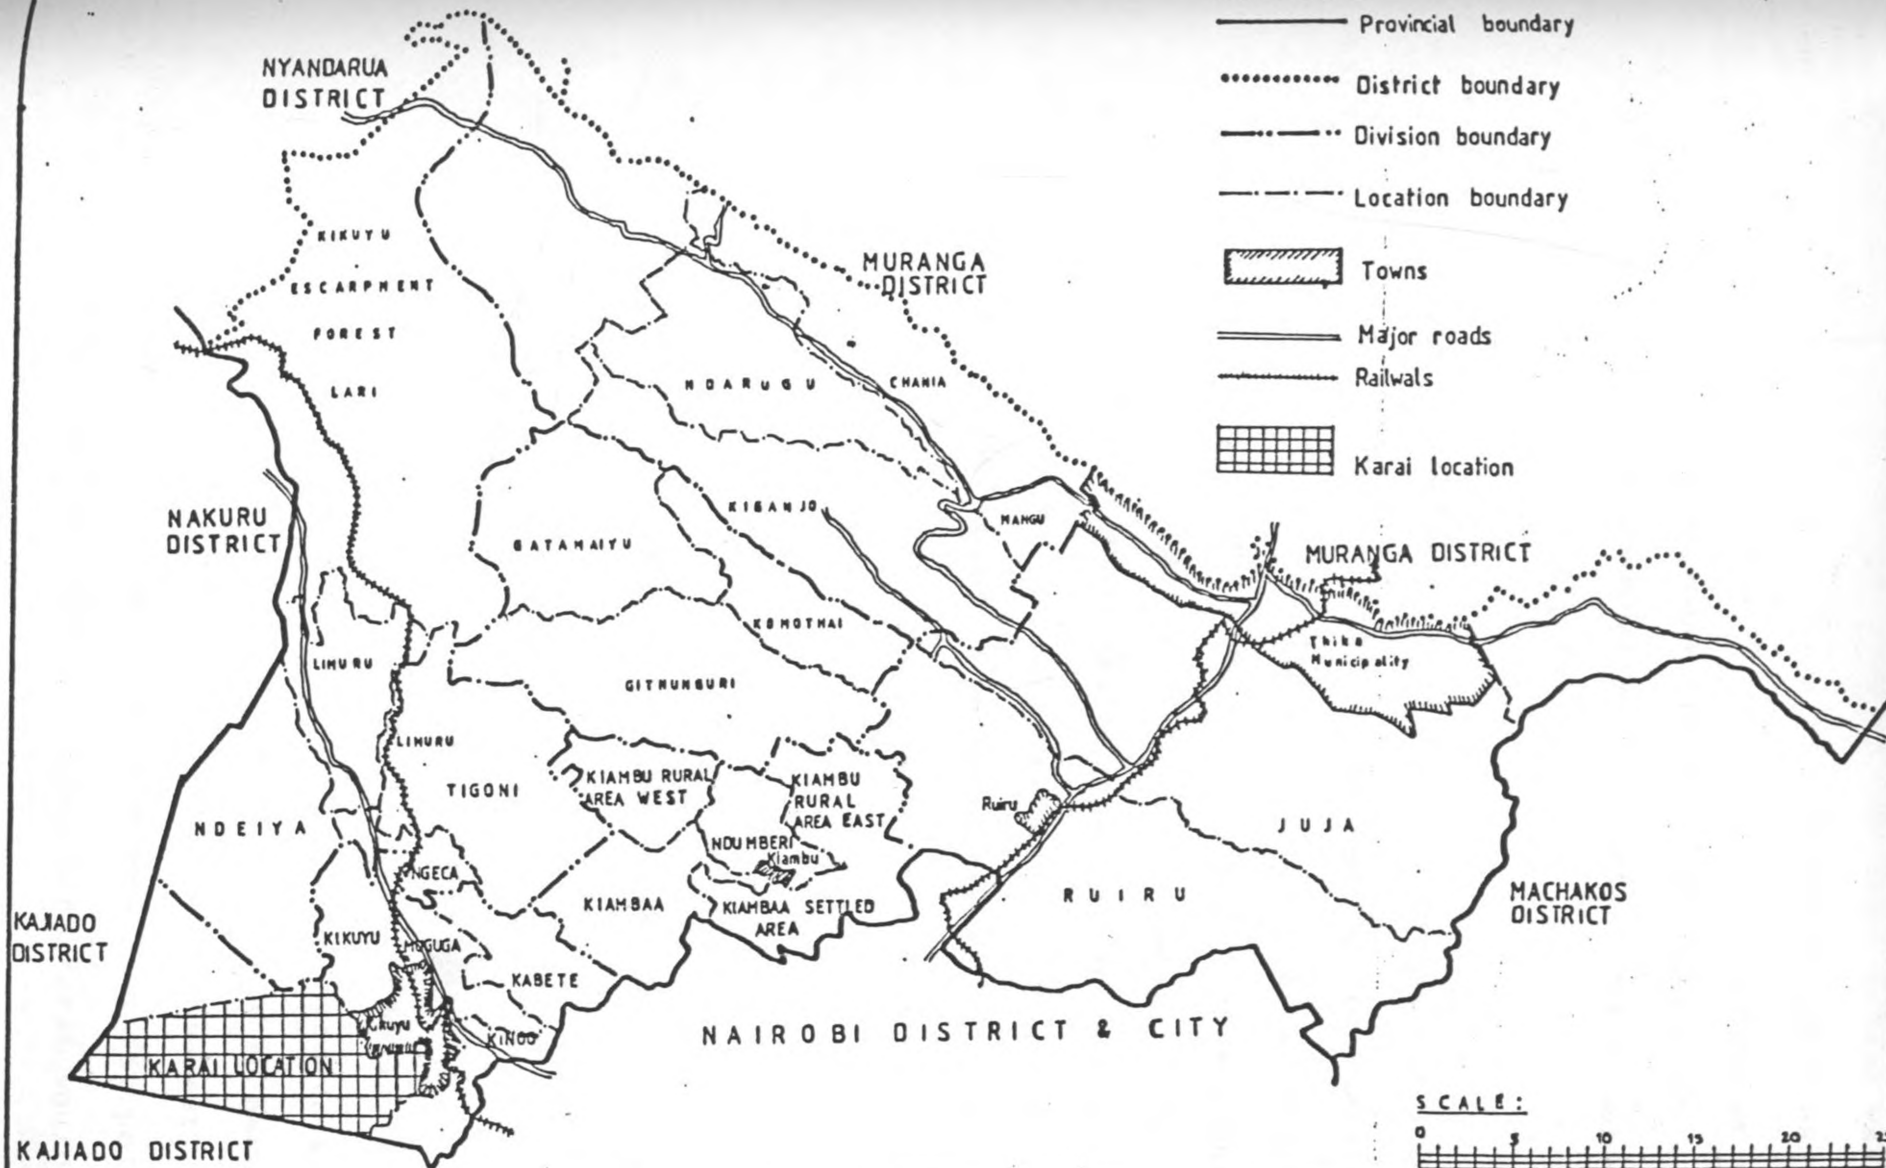 Provincial boundary
District boundary
Division boundary
Location boundary
Towns
Major roads
Railwals
Karai location
NYANDARUA
DISTRICT
KIKUYU
ESCARPMENT
FOREST
LARI
MURANGA
DISTRICT
NDARUGU
CHANIA
NAKURU
DISTRICT
GATAMAIYU
KIGANJO
MANGU
MURANGA DISTRICT
KOMOTHAI
Thika
Municipality
LIMURU
GITHUNGURI
LIMURU
TIGONI
KIAMBU RURAL
AREA WEST
KIAMBU
RURAL
AREA EAST
NDEIYA
NDUMBERI
Kiambu
Ruiru
JUJA
NGECA
KIAMBAA
KIAMBAA SETTLED
AREA
RUIRU
MACHAKOS
DISTRICT
KAJIADO
DISTRICT
KIKUYU
MUGUGA
KABETE
Kikuyu
KINOO
NAIROBI DISTRICT & CITY
KARAI LOCATION
KAJIADO DISTRICT
SCALE:
0 5 10 15 20